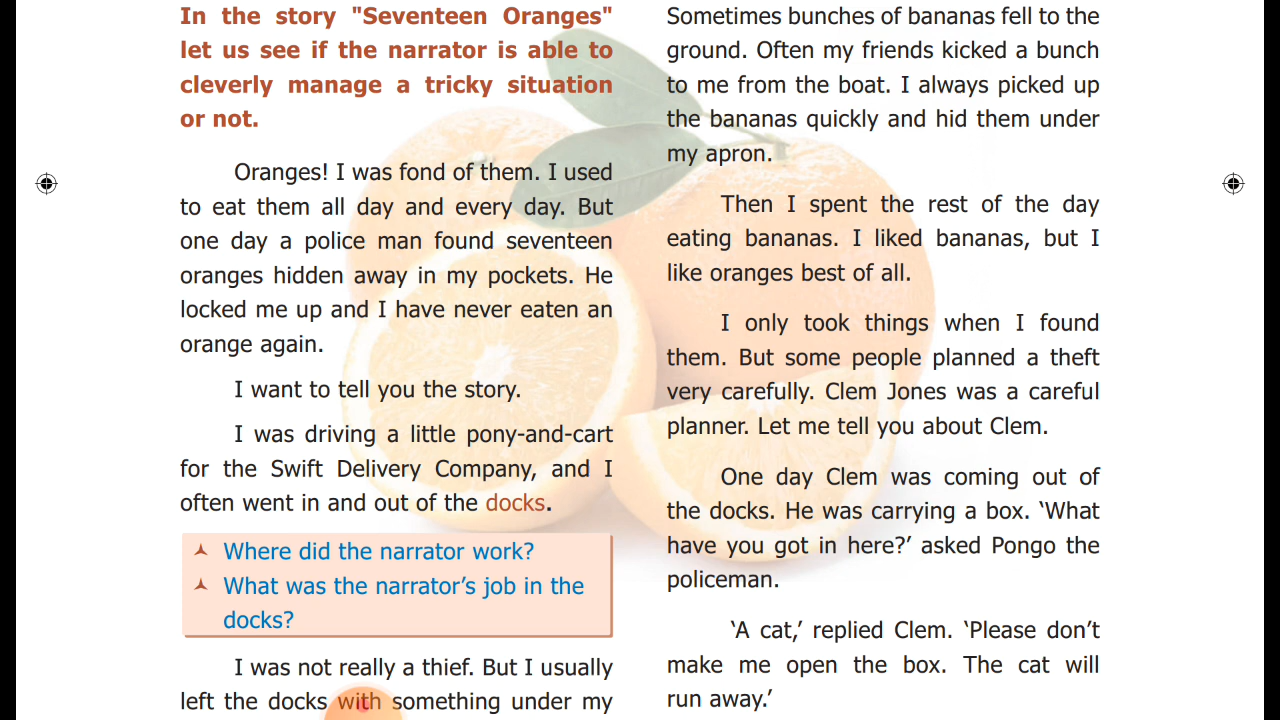 In the story "Seventeen Oranges"
let us see if the narrator is able to
cleverly manage a tricky situation
or not.
Oranges! I was fond of them. I used
to eat them all day and every day. But
one day a police man found seventeen
oranges hidden away in my pockets. He
locked me up and I have never eaten an
orange again.
I want to tell you the story.
I was driving a little pony-and-cart
for the Swift Delivery Company, and I
often went in and out of the docks.
Where did the narrator work?
What was the narrator’s job in the
docks?
I was not really a thief. But I usually
left the docks with something under my
Sometimes bunches of bananas fell to the
ground. Often my friends kicked a bunch
to me from the boat. I always picked up
the bananas quickly and hid them under
my apron.
Then I spent the rest of the day
eating bananas. I liked bananas, but I
like oranges best of all.
I only took things when I found
them. But some people planned a theft
very carefully. Clem Jones was a careful
planner. Let me tell you about Clem.
One day Clem was coming out of
the docks. He was carrying a box. ‘What
have you got in here?’ asked Pongo the
policeman.
‘A cat,’ replied Clem. ‘Please don’t
make me open the box. The cat will
run away.’